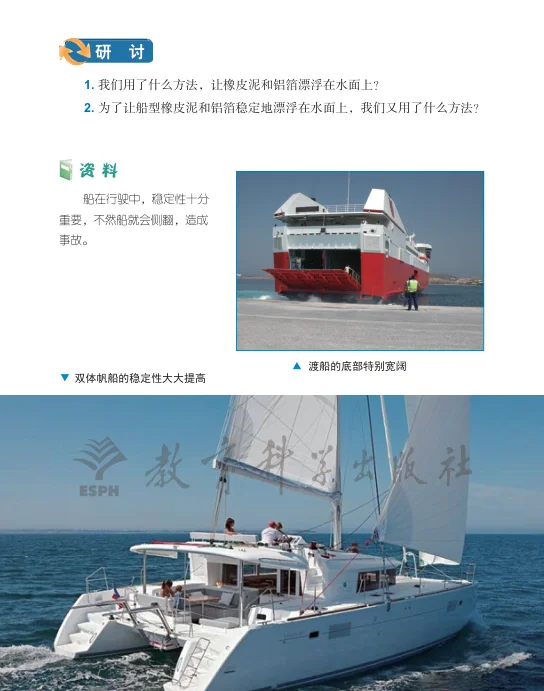 研 讨
1. 我们用了什么方法，让橡皮泥和铝箔漂浮在水面上？
2. 为了让船型橡皮泥和铝箔稳定地漂浮在水面上，我们又用了什么方法？
资 料
船在行驶中，稳定性十分
重要，不然船就会侧翻，造成
事故。
▲ 渡船的底部特别宽阔
▼ 双体帆船的稳定性大大提高
教育科学出版社
ESPH